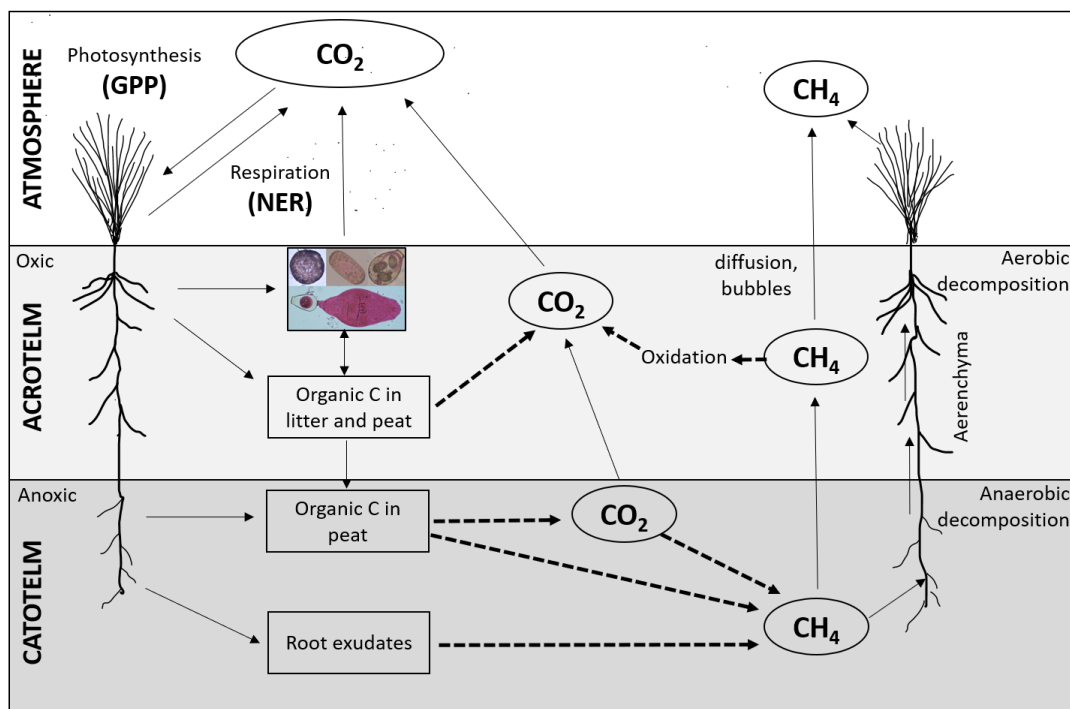 ATMOSPHERE
Photosynthesis
(GPP)
CO2
Respiration
(NER)
CH4
ACROTELM
Oxic
Aerobic
decomposition
diffusion,
bubbles
CO2
Oxidation
CH4
Aerenchyma
Organic C in
litter and peat
CATOTELM
Anoxic
Anaerobic
decomposition
Organic C in
peat
CO2
CH4
Root exudates